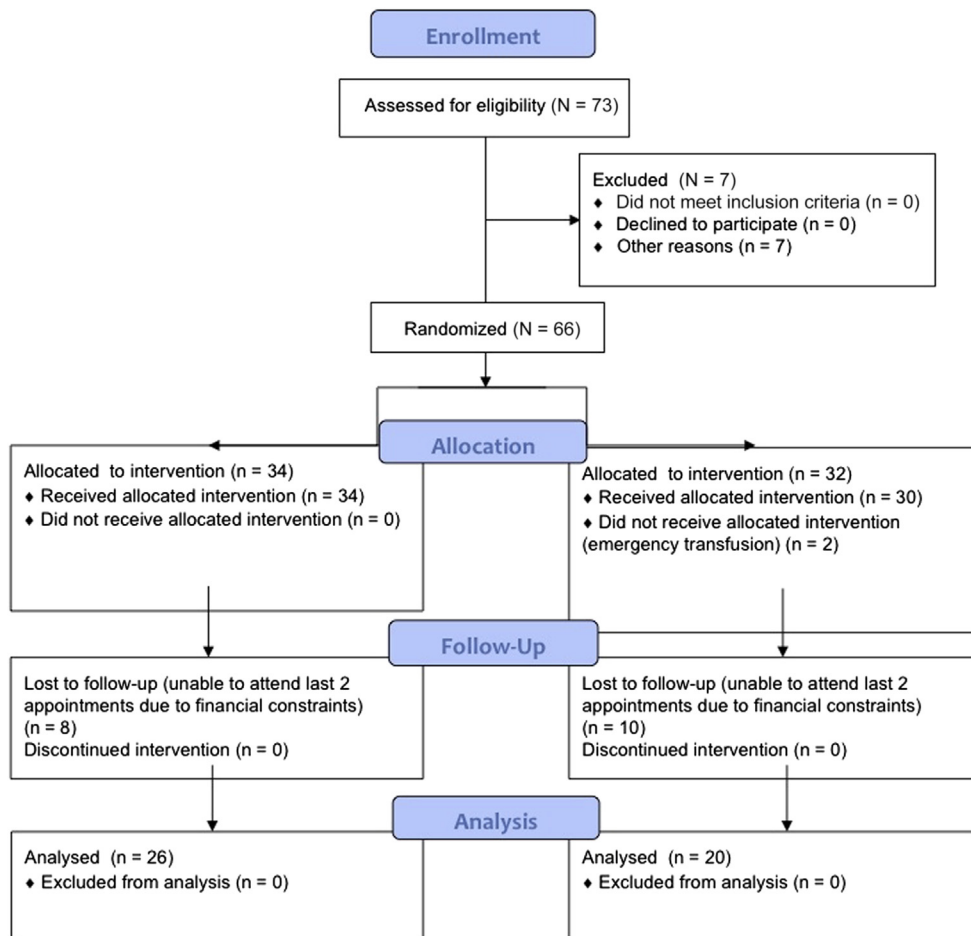 Enrollment
Assessed for eligibility (N = 73)
Excluded (N = 7)
♦ Did not meet inclusion criteria (n = 0)
♦ Declined to participate (n = 0)
♦ Other reasons (n = 7)
Randomized (N = 66)
Allocation
Allocated to intervention (n = 34)
♦ Received allocated intervention (n = 34)
♦ Did not receive allocated intervention (n = 0)
Allocated to intervention (n = 32)
♦ Received allocated intervention (n = 30)
♦ Did not receive allocated intervention
(emergency transfusion) (n = 2)
Follow-Up
Lost to follow-up (unable to attend last 2
appointments due to financial constraints)
(n = 8)
Discontinued intervention (n = 0)
Lost to follow-up (unable to attend last 2
appointments due to financial constraints)
(n = 10)
Discontinued intervention (n = 0)
Analysis
Analysed (n = 26)
♦ Excluded from analysis (n = 0)
Analysed (n = 20)
♦ Excluded from analysis (n = 0)